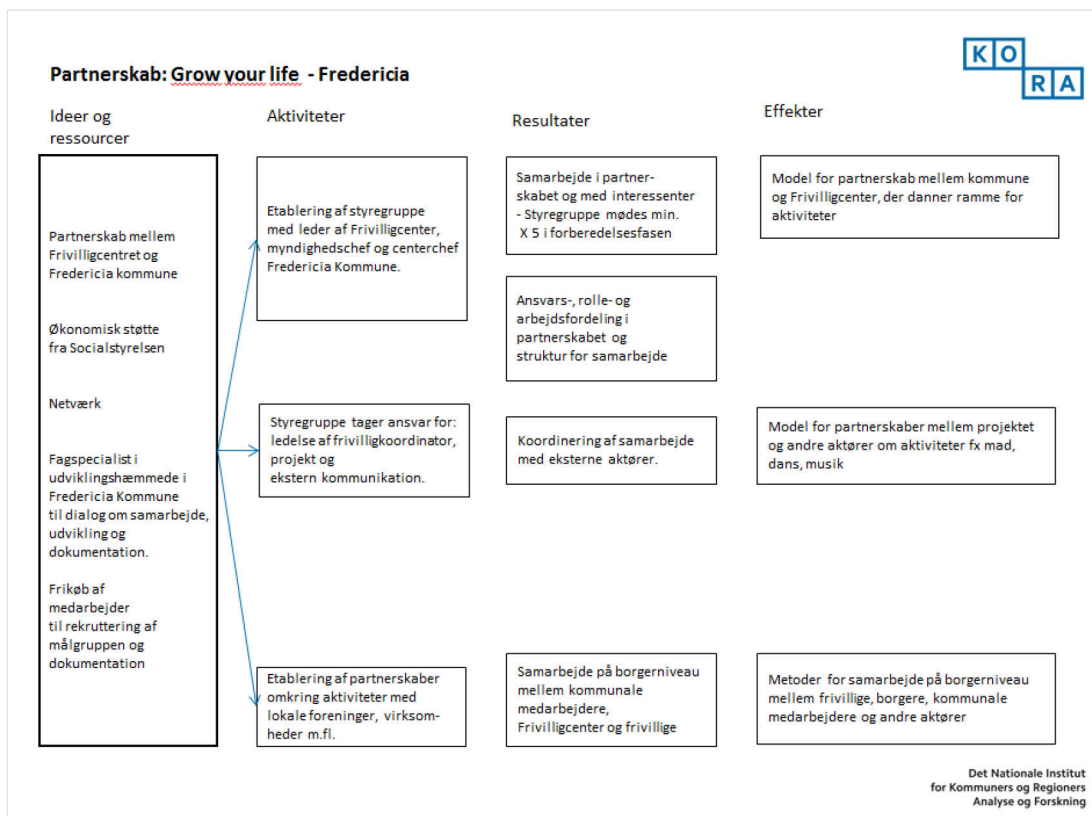 Partnerskab: Grow your life - Fredericia
KO
RA
Ideer og
ressourcer
Aktiviteter
Resultater
Effekter
Partnerskab mellem
Frivilligcentret og
Fredericia kommune
Økonomisk støtte
fra Socialstyrelsen
Netværk
Fagspecialist i
udviklingshæmmede i
Fredericia Kommune
til dialog om samarbejde,
udvikling og
dokumentation.
Frikøb af
medarbejder
til rekruttering af
målgruppen og
dokumentation
Etablering af styregruppe
med leder af Frivilligcenter,
myndighedschef og centerchef
Fredericia Kommune.
Styregruppe tager ansvar for:
ledelse af frivilligkoordinator,
projekt og
ekstern kommunikation.
Etablering af partnerskaber
omkring aktiviteter med
lokale foreninger, virksom-
heder m.fl.
Samarbejde i partner-
skabet og med interessenter
- Styregruppe mødes min.
X 5 i forberedelsesfasen
Ansvars-, rolle- og
arbejdsfordeling i
partnerskabet og
struktur for samarbejde
Koordinering af samarbejde
med eksterne aktører.
Samarbejde på borgerniveau
mellem kommunale
medarbejdere,
Frivilligcenter og frivillige
Model for partnerskab mellem kommune
og Frivilligcenter, der danner ramme for
aktiviteter
Model for partnerskaber mellem projektet
og andre aktører om aktiviteter fx mad,
dans, musik
Metoder for samarbejde på borgerniveau
mellem frivillige, borgere, kommunale
medarbejdere og andre aktører
Det Nationale Institut
for Kommuners og Regioners
Analyse og Forskning